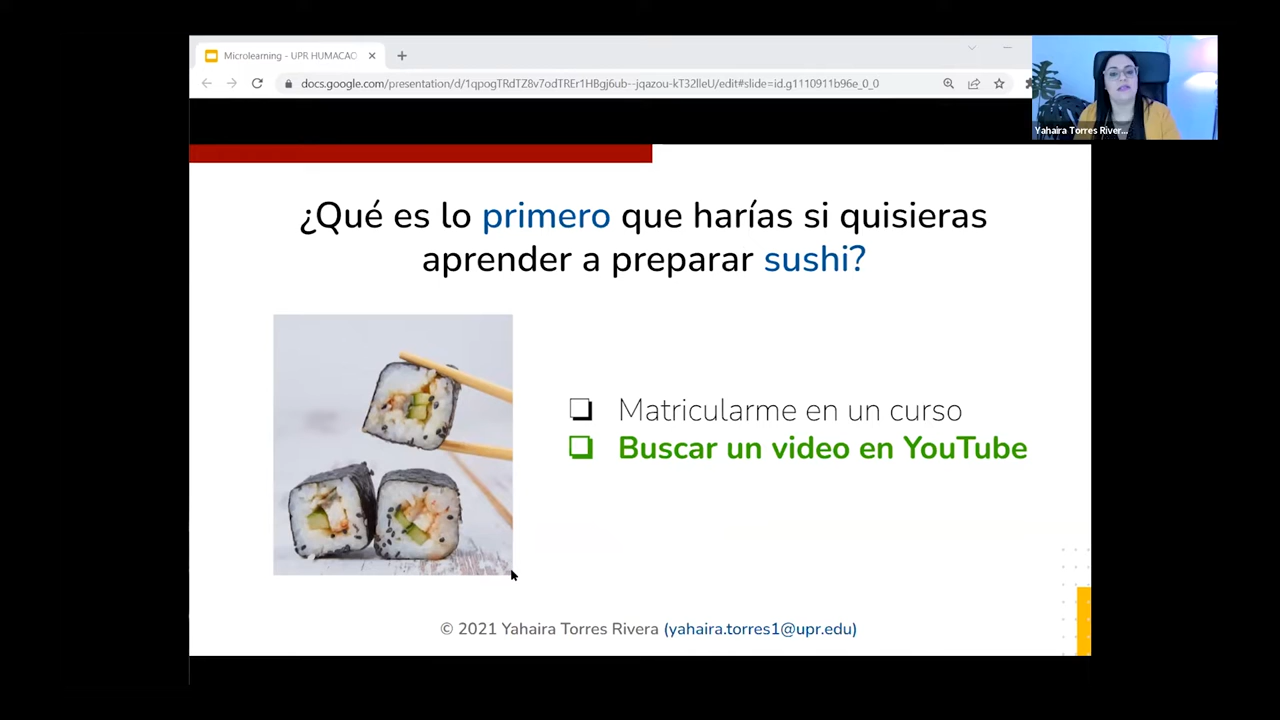 Microlearning - UPR HUMACAO
docs.google.com/presentation/d/1qpogTRdTZ8v7odTREr1HBgj6ub--jqazou-kT32lleU/edit#slide=id.g1110911b96e_0_0
Yahaira Torres River...
¿Qué es lo primero que harías si quisieras
aprender a preparar sushi?
Matricularme en un curso
Buscar un video en YouTube
© 2021 Yahaira Torres Rivera (yahaira.torres1@upr.edu)